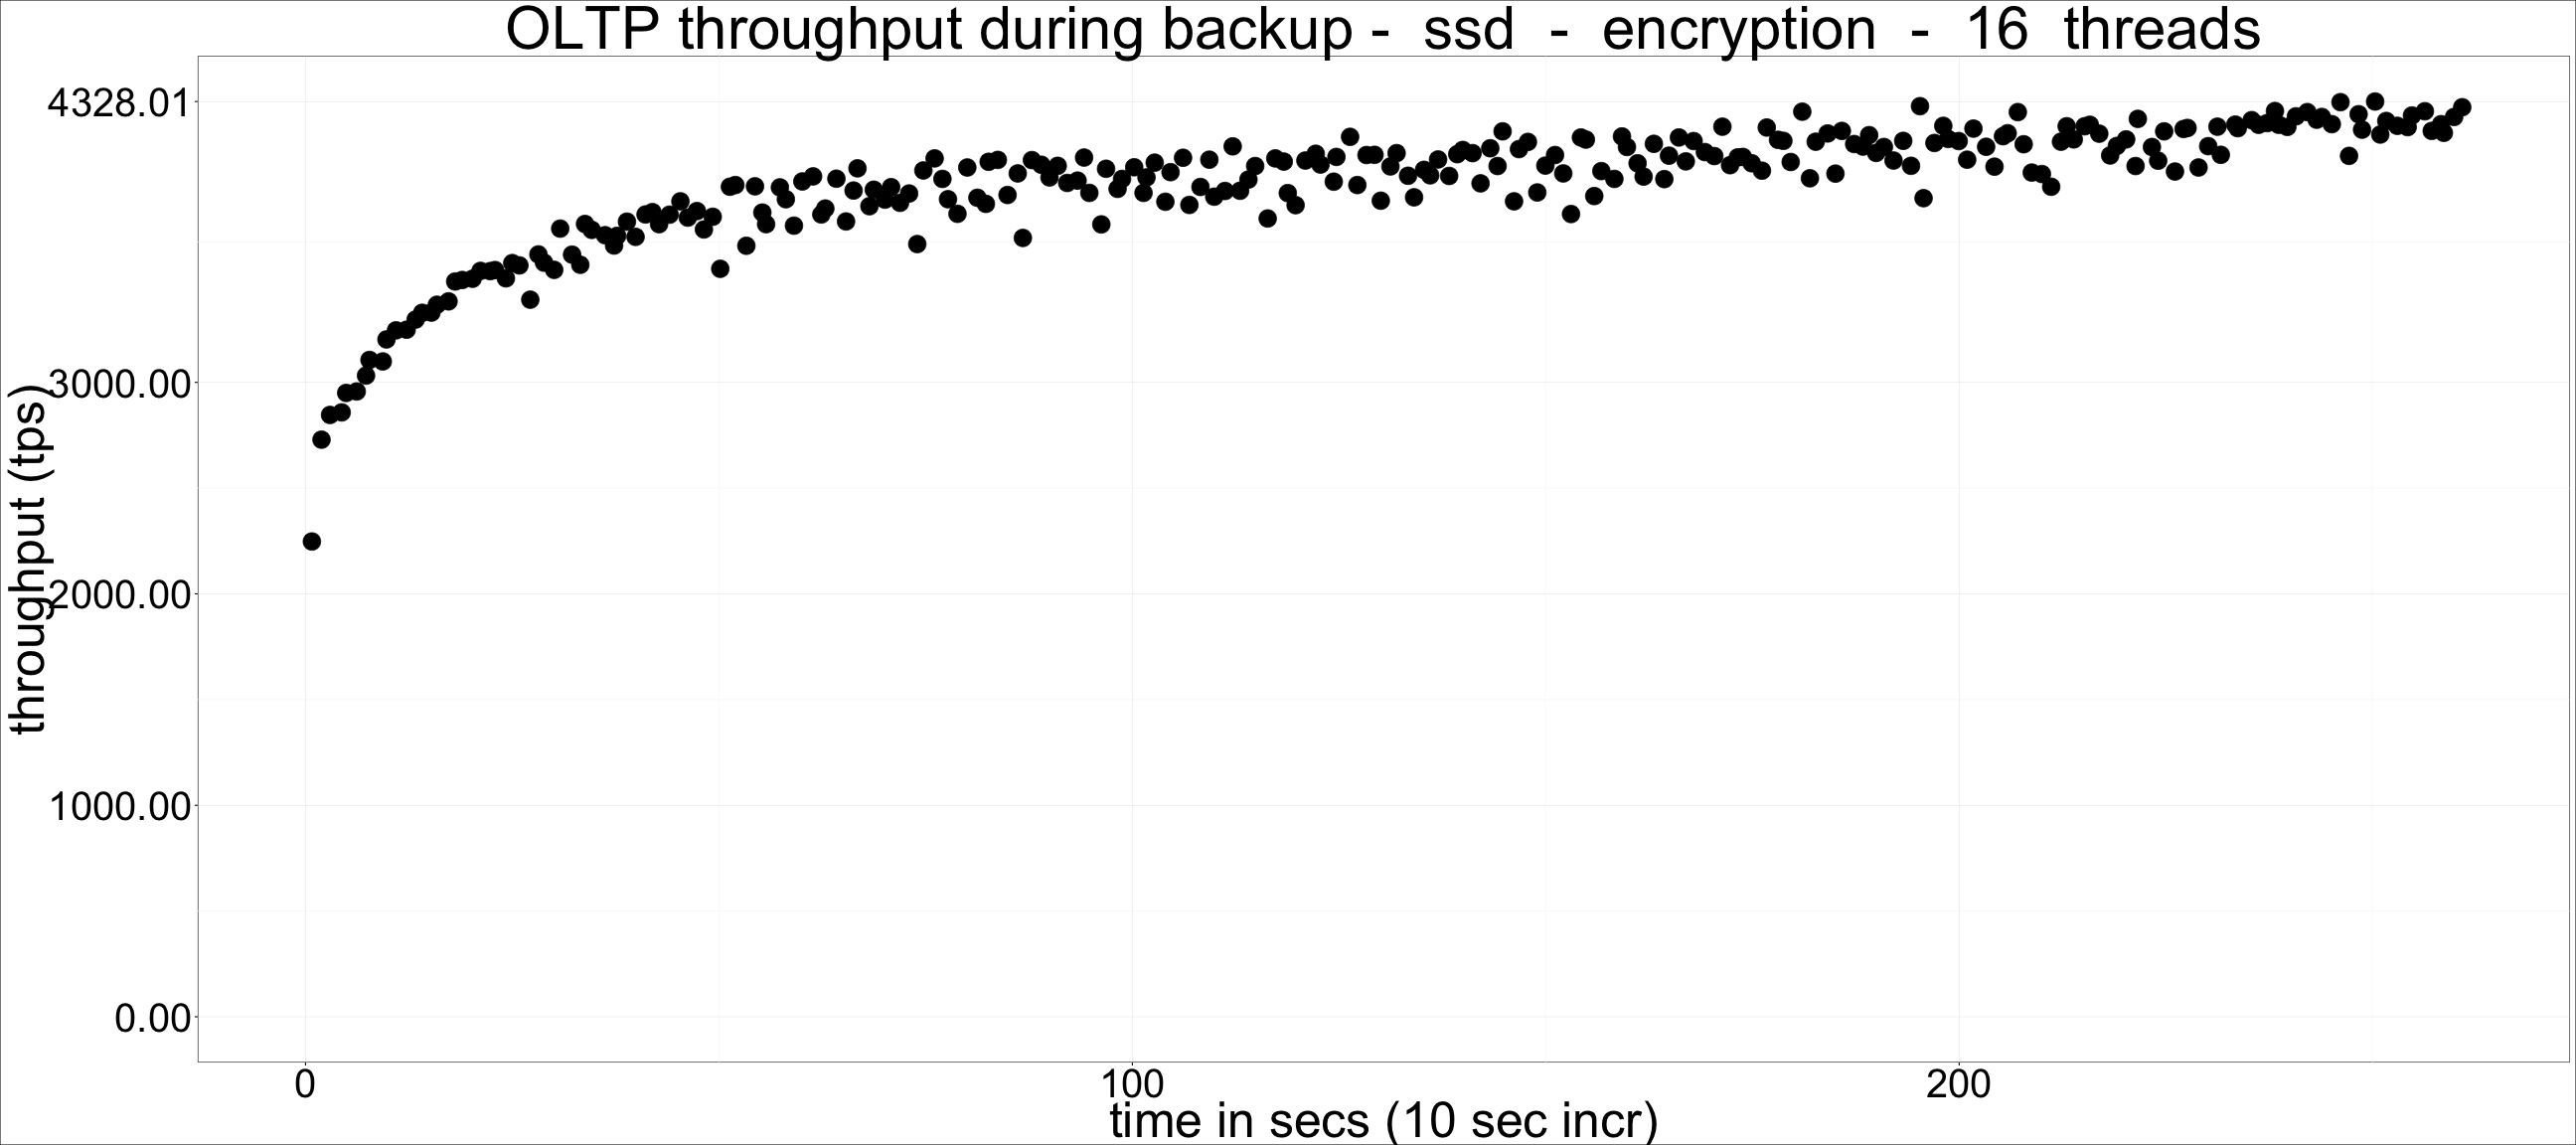 OLTP throughput during backup - ssd - encryption - 16 threads
4328.01
3000.00
2000.00
1000.00
0.00
throughput (tps)
0 100 200
time in secs (10 sec incr)